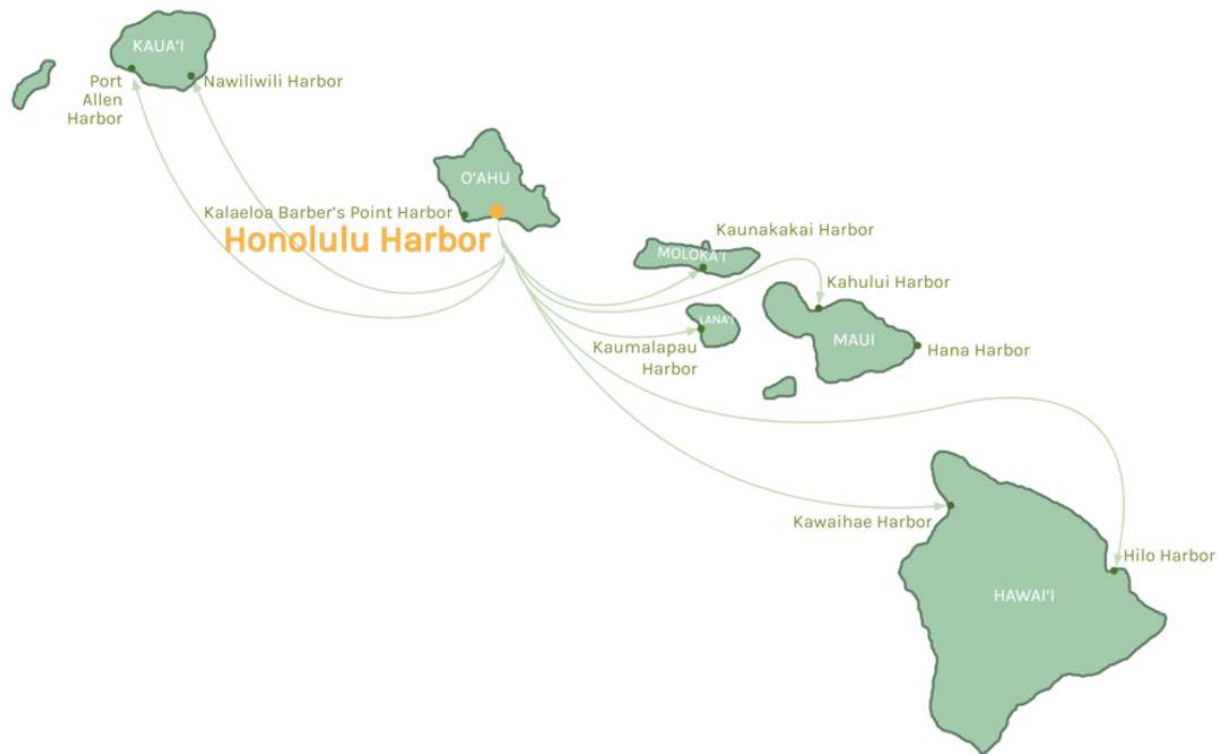 KAUA'I
Port
Allen
Harbor
Nawiliwili Harbor
O'AHU
Kalaeloa Barber's Point Harbor
Honolulu Harbor
Kaunakakai Harbor
MOLOKA'I
Kahului Harbor
LANA'I
Kaumalapau
Harbor
MAUI
Hana Harbor
Kawaihae Harbor
Hilo Harbor
HAWAI'I